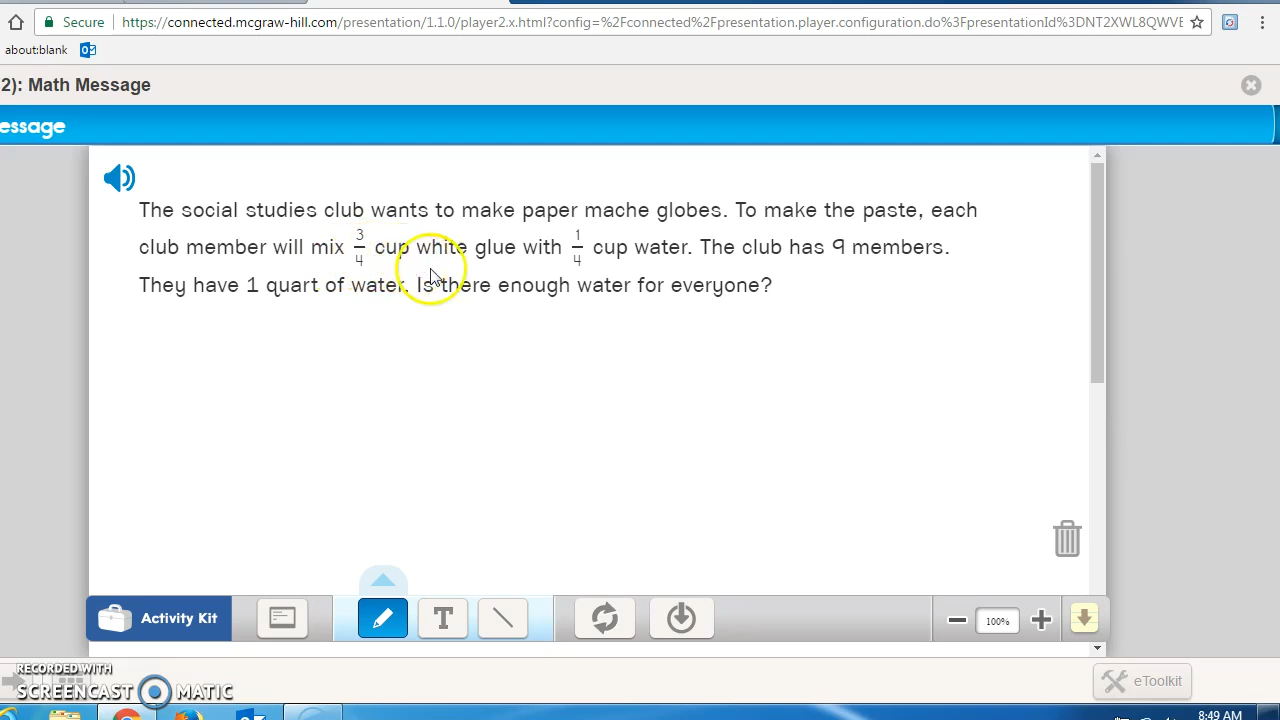 Secure https://connected.mcgraw-hill.com/presentation/1.1.0/player2.x.html?config=%2Fconnected%2Fpresentation.player.configuration.do%3FpresentationId%3DNT2XWL8QWVE
about:blank
2): Math Message
essage
The social studies club wants to make paper mache globes. To make the paste, each
club member will mix 3/4 cup white glue with 1/4 cup water. The club has 9 members.
They have 1 quart of water. Is there enough water for everyone?
Activity Kit
T
100%
RECORDED WITH
SCREENCAST MATIC
eToolkit
8:49 AM